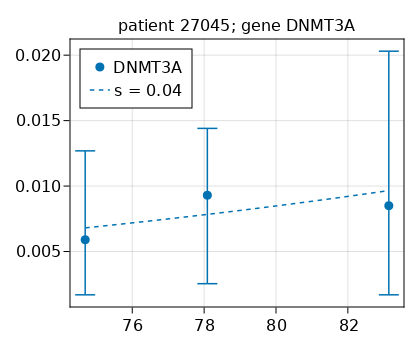 patient 27045; gene DNMT3A
DNMT3A
s = 0.04
0.020
0.015
0.010
0.005
76 78 80 82